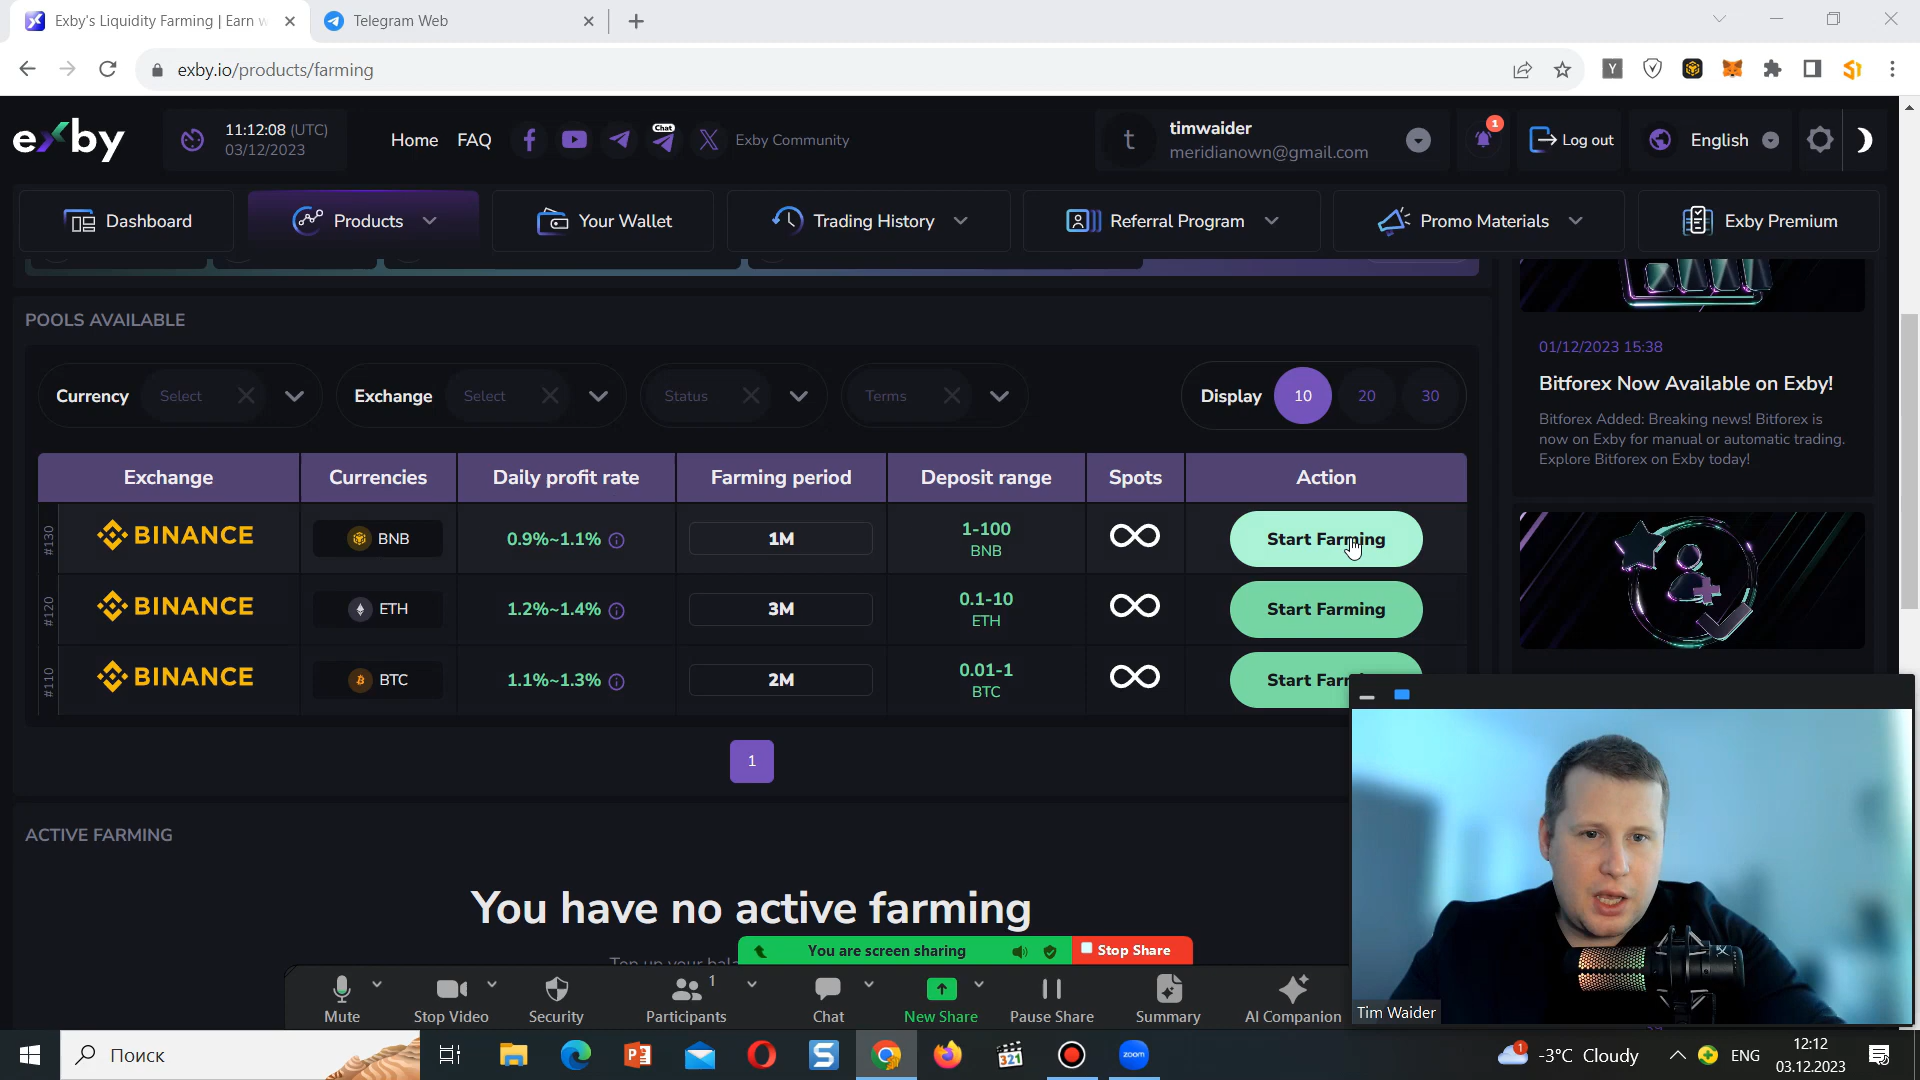 Exby's Liquidity Farming | Earn w
Telegram Web
exby.io/products/farming
exby
11:12:08 (UTC)
03/12/2023
Home
FAQ
Chat
Exby Community
t
timwaider
meridianown@gmail.com
1
Log out
English
Dashboard
Products
Your Wallet
Trading History
Referral Program
Promo Materials
Exby Premium
POOLS AVAILABLE
Currency
Select
Exchange
Select
Status
Terms
Display
10
20
30
Exchange
Currencies
Daily profit rate
Farming period
Deposit range
Spots
Action
#130
BINANCE
BNB
0.9%~1.1%
1M
1-100
BNB
Start Farming
#120
BINANCE
ETH
1.2%~1.4%
3M
0.1-10
ETH
Start Farming
#110
BINANCE
BTC
1.1%~1.3%
2M
0.01-1
BTC
Start Far
1
01/12/2023 15:38
Bitforex Now Available on Exby!
Bitforex Added: Breaking news! Bitforex is
now on Exby for manual or automatic trading.
Explore Bitforex on Exby today!
ACTIVE FARMING
You have no active farming
You are screen sharing
Stop Share
Mute
Stop Video
Security
Participants
1
Chat
New Share
Pause Share
Summary
AI Companion
Tim Waider
Поиск
321
zoom
1
-3°C Cloudy
ENG
12:12
03.12.2023